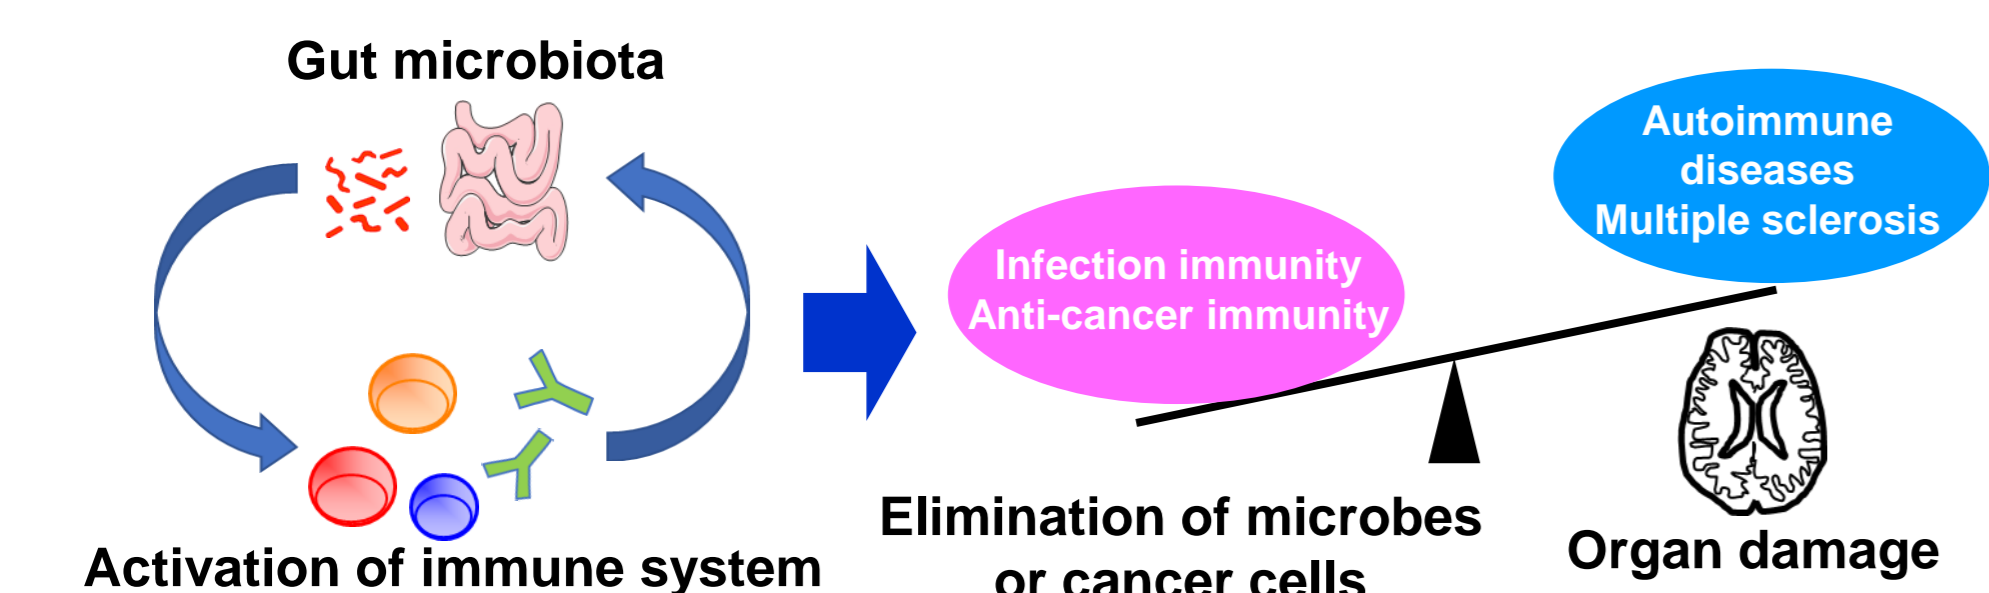 Gut microbiota
Activation of immune system
Infection immunity
Anti-cancer immunity
Autoimmune
diseases
Multiple sclerosis
Elimination of microbes
or cancer cells
Organ damage